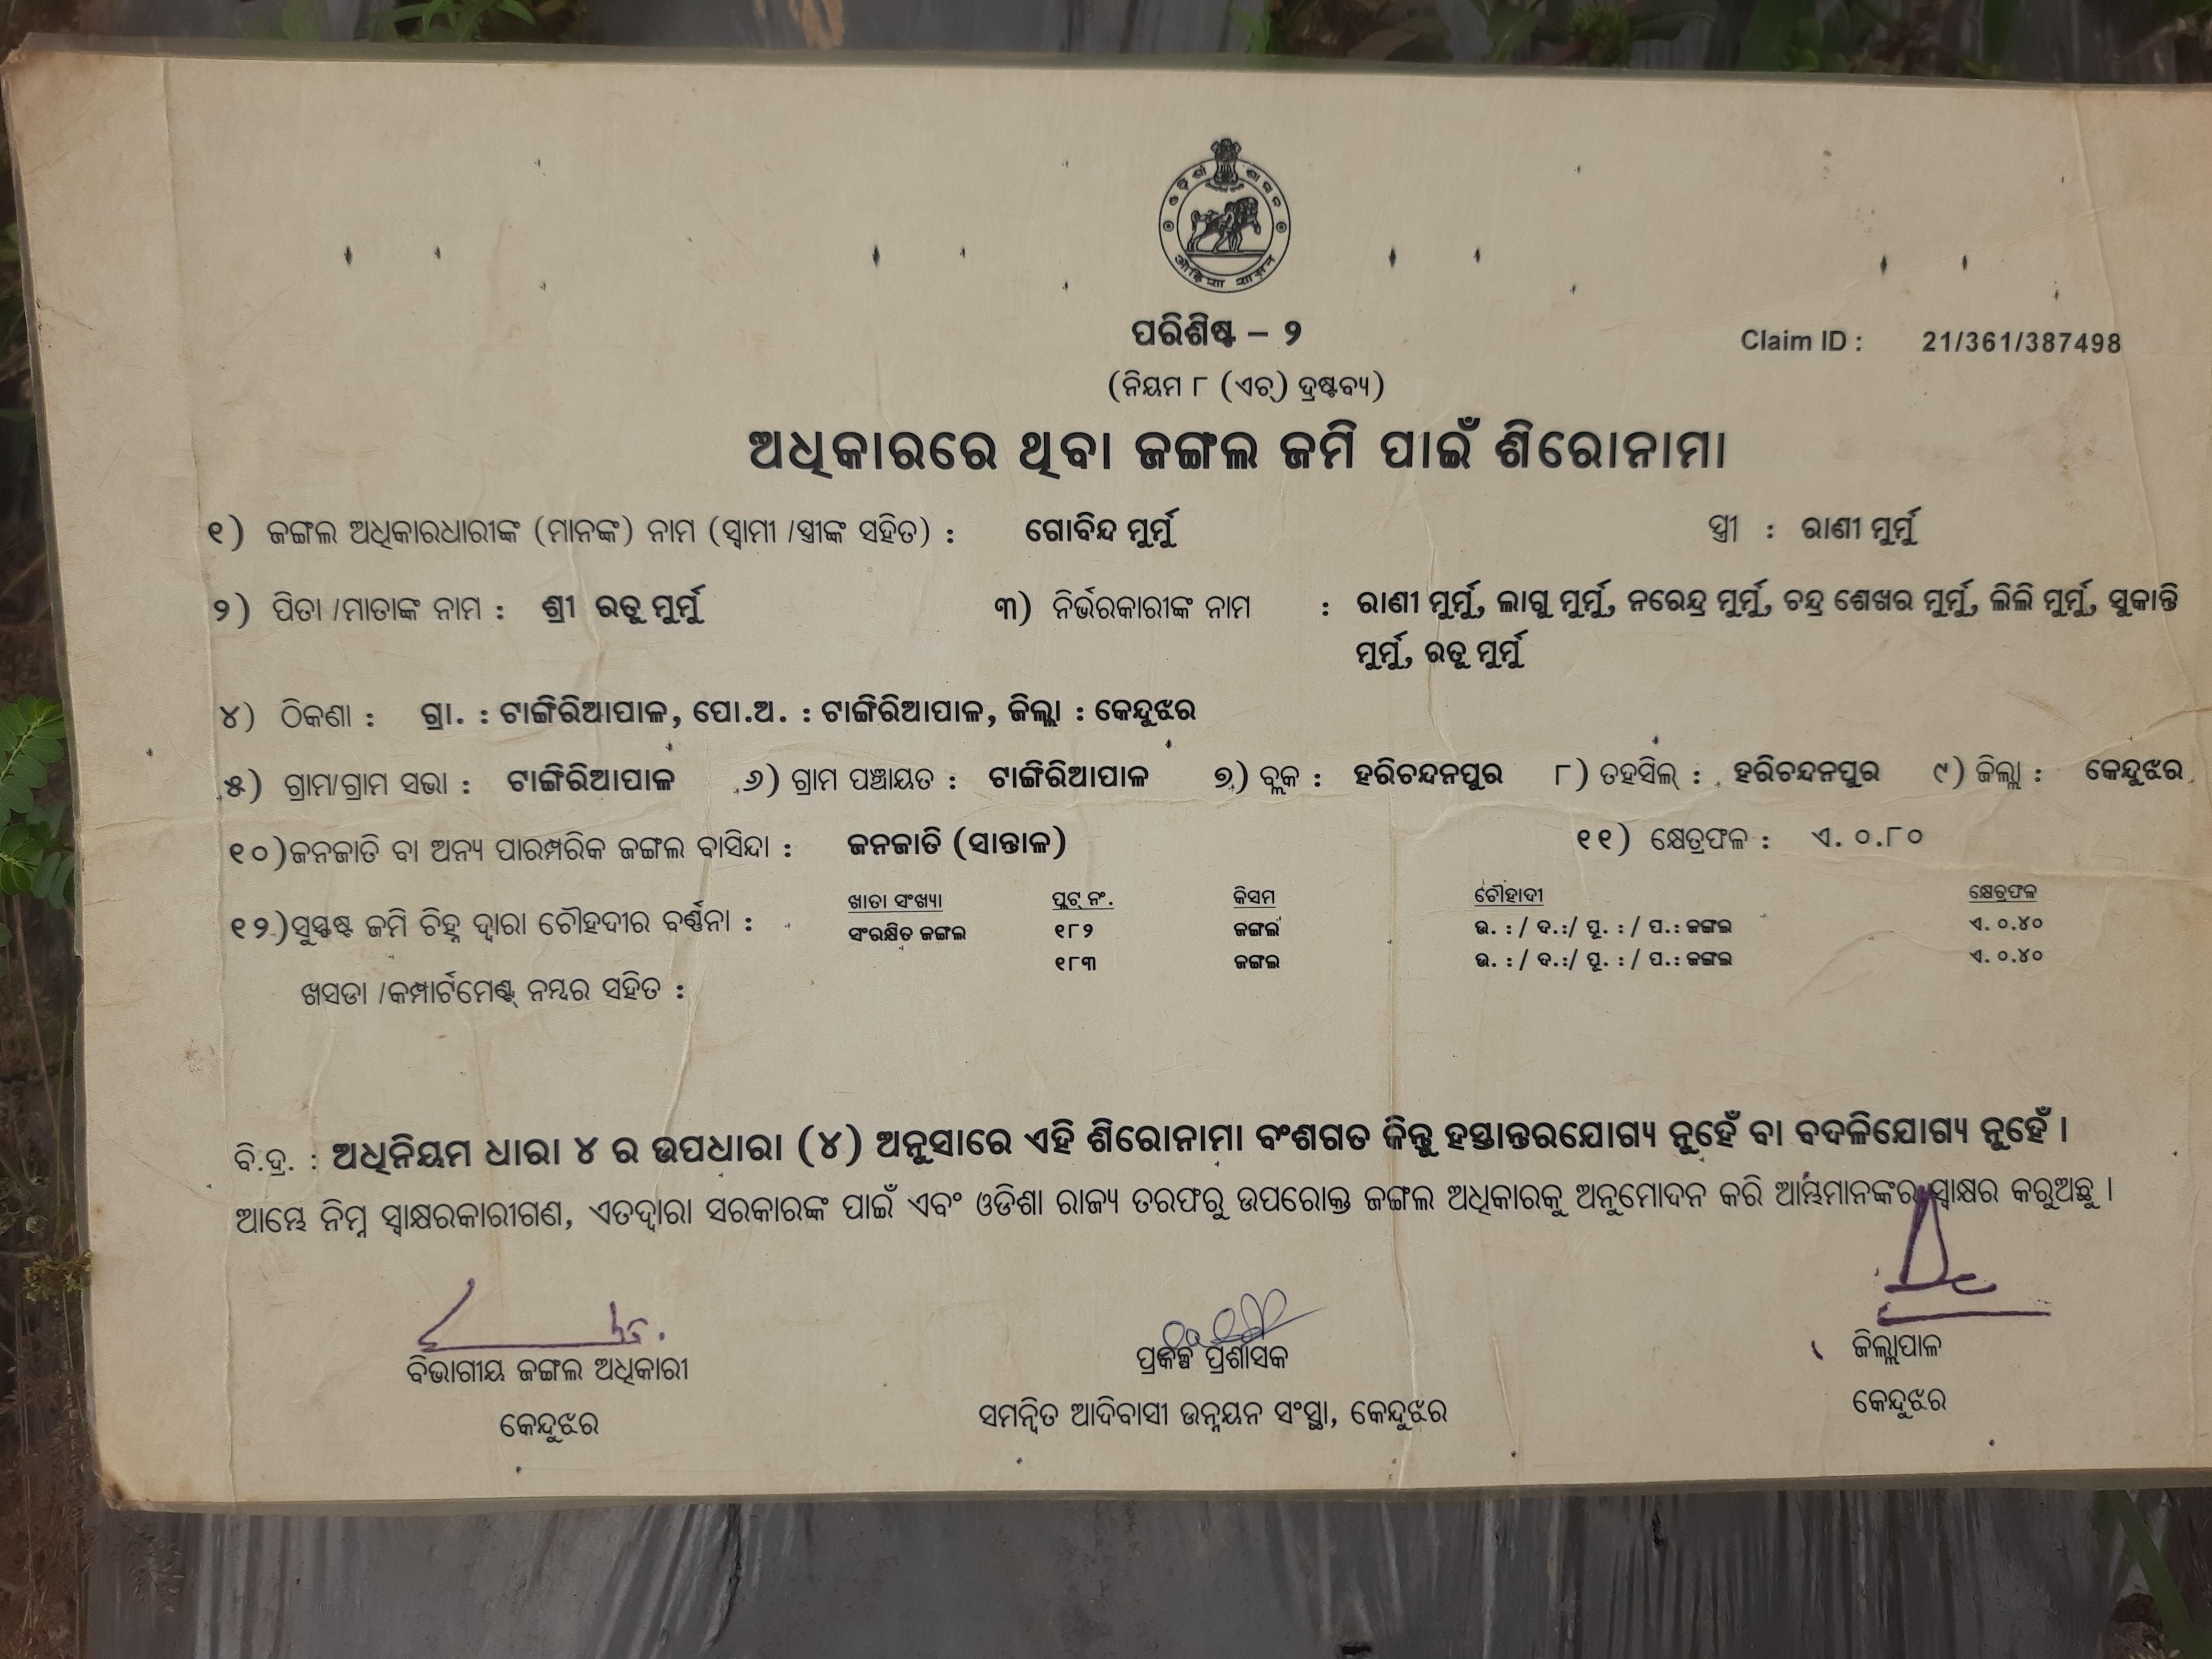 ଓଡ଼ିଶା ଶାସନ
ओड़िशा शासन
ପରିଶିଷ୍ଟ – ୨
Claim ID : 21/361/387498
(ନିୟମ ୮ (ଏଚ୍) ଦ୍ରଷ୍ଟବ୍ୟ)
ଅଧିକାରରେ ଥିବା ଜଙ୍ଗଲ ଜମି ପାଇଁ ଶିରୋନାମା
୧) ଜଙ୍ଗଲ ଅଧିକାରଧାରୀଙ୍କ (ମାନଙ୍କ) ନାମ (ସ୍ୱାମୀ /ସ୍ତ୍ରୀଙ୍କ ସହିତ) : ଗୋବିନ୍ଦ ମୁର୍ମୁ ସ୍ତ୍ରୀ : ରାଣୀ ମୁର୍ମୁ
୨) ପିତା /ମାତାଙ୍କ ନାମ : ଶ୍ରୀ ରତୁ ମୁର୍ମୁ ୩) ନିର୍ଭରକାରୀଙ୍କ ନାମ : ରାଣୀ ମୁର୍ମୁ, ଲାଗୁ ମୁର୍ମୁ, ନରେନ୍ଦ୍ର ମୁର୍ମୁ, ଚନ୍ଦ୍ର ଶେଖର ମୁର୍ମୁ, ଲିଲି ମୁର୍ମୁ, ସୁକାନ୍ତି
ମୁର୍ମୁ, ରତୁ ମୁର୍ମୁ
୪) ଠିକଣା : ଗ୍ରା. : ଟାଙ୍ଗିରିଆପାଳ, ପୋ.ଅ. : ଟାଙ୍ଗିରିଆପାଳ, ଜିଲ୍ଲା : କେନ୍ଦୁଝର
୫) ଗ୍ରାମ/ଗ୍ରାମ ସଭା : ଟାଙ୍ଗିରିଆପାଳ ୬) ଗ୍ରାମ ପଞ୍ଚାୟତ : ଟାଙ୍ଗିରିଆପାଳ ୭) ବ୍ଲକ : ହରିଚନ୍ଦନପୁର ୮) ତହସିଲ୍ : ହରିଚନ୍ଦନପୁର ୯) ଜିଲ୍ଲା : କେନ୍ଦୁଝର
୧୦)ଜନଜାତି ବା ଅନ୍ୟ ପାରମ୍ପରିକ ଜଙ୍ଗଲ ବାସିନ୍ଦା : ଜନଜାତି (ସାନ୍ତାଳ) ୧୧) କ୍ଷେତ୍ରଫଳ : ଏ. ୦.୮୦
ଖାତା ସଂଖ୍ୟା ପ୍ଲଟ୍ ନଂ. କିସମ ଚୌହାଦୀ କ୍ଷେତ୍ରଫଳ
୧୨)ସୁସ୍ପଷ୍ଟ ଜମି ଚିହ୍ନ ଦ୍ୱାରା ଚୌହଦୀର ବର୍ଣ୍ଣନା : ସଂରକ୍ଷିତ ଜଙ୍ଗଲ ୧୮୨ ଜଙ୍ଗଲ ଉ. : / ଦ.:/ ପୂ. : / ପ.: ଜଙ୍ଗଲ ଏ. ୦.୪୦
୧୮୩ ଜଙ୍ଗଲ ଉ. : / ଦ.:/ ପୂ. : / ପ.: ଜଙ୍ଗଲ ଏ. ୦.୪୦
ଖସଡା /କମ୍ପାର୍ଟମେଣ୍ଟ୍ ନମ୍ବର ସହିତ :
ବି.ଦ୍ର. : ଅଧିନିୟମ ଧାରା ୪ ର ଉପଧାରା (୪) ଅନୁସାରେ ଏହି ଶିରୋନାମା ବଂଶଗତ କିନ୍ତୁ ହସ୍ତାନ୍ତରଯୋଗ୍ୟ ନୁହେଁ ବା ବଦଳିଯୋଗ୍ୟ ନୁହେଁ ।
ଆମ୍ଭେ ନିମ୍ନ ସ୍ୱାକ୍ଷରକାରୀଗଣ, ଏତଦ୍ୱାରା ସରକାରଙ୍କ ପାଇଁ ଏବଂ ଓଡିଶା ରାଜ୍ୟ ତରଫରୁ ଉପରୋକ୍ତ ଜଙ୍ଗଲ ଅଧିକାରକୁ ଅନୁମୋଦନ କରି ଆମ୍ଭମାନଙ୍କର ସ୍ୱାକ୍ଷର କରୁଅଛୁ ।
ବିଭାଗୀୟ ଜଙ୍ଗଲ ଅଧିକାରୀ
କେନ୍ଦୁଝର
ପ୍ରକଳ୍ପ ପ୍ରଶାସକ
ସମନ୍ୱିତ ଆଦିବାସୀ ଉନ୍ନୟନ ସଂସ୍ଥା, କେନ୍ଦୁଝର
ଜିଲ୍ଲାପାଳ
କେନ୍ଦୁଝର